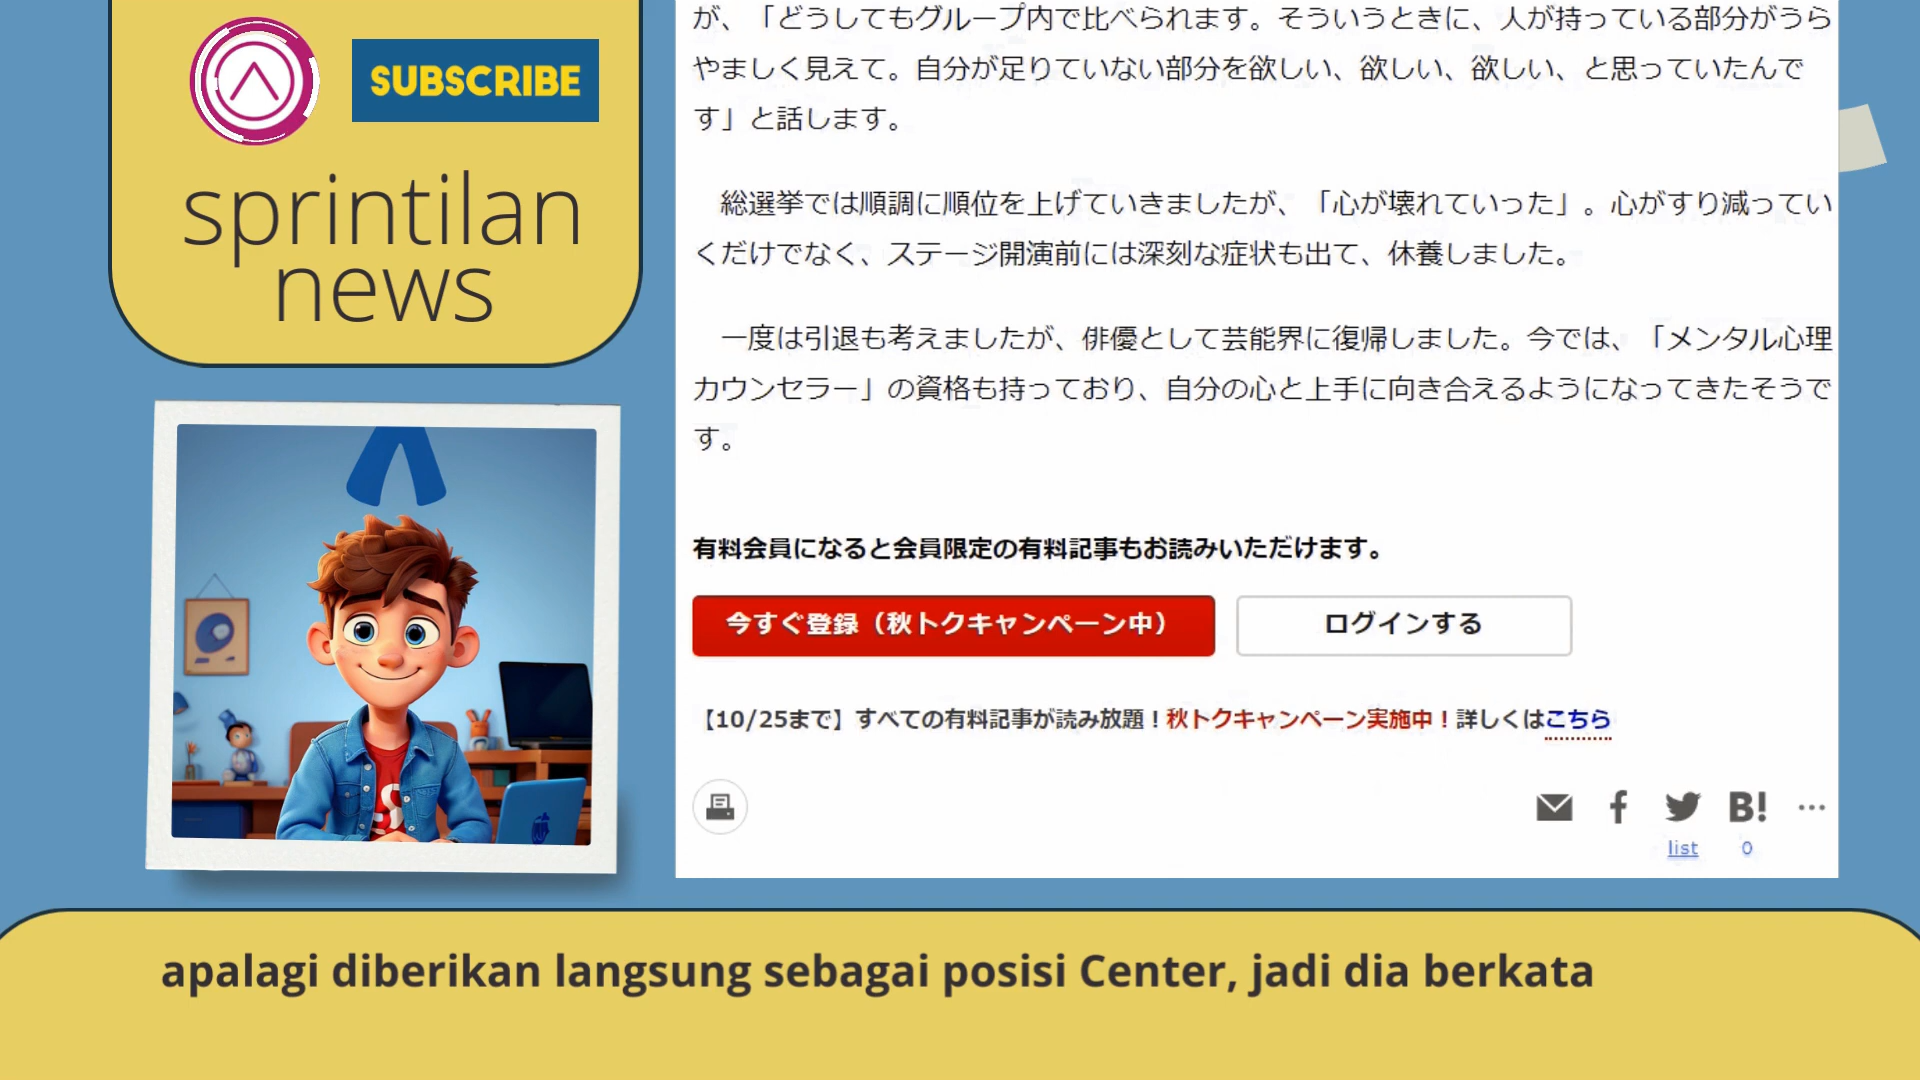 SUBSCRIBE
sprintilan
news
が、「どうしてもグループ内で比べられます。そういうときに、人が持っている部分がうら
やましく見えて。自分が足りていない部分を欲しい、欲しい、欲しい、と思っていたんで
す」と話します。
総選挙では順調に順位を上げていきましたが、「心が壊れていった」。心がすり減ってい
くだけでなく、ステージ開演前には深刻な症状も出て、休養しました。
一度は引退も考えましたが、俳優として芸能界に復帰しました。今では、「メンタル心理
カウンセラー」の資格も持っており、自分の心と上手に向き合えるようになってきたそうで
す。
有料会員になると会員限定の有料記事もお読みいただけます。
今すぐ登録（秋トクキャンペーン中）
ログインする
【10/25まで】すべての有料記事が読み放題！秋トクキャンペーン実施中！詳しくはこちら
B!
list
0
apalagi diberikan langsung sebagai posisi Center, jadi dia berkata